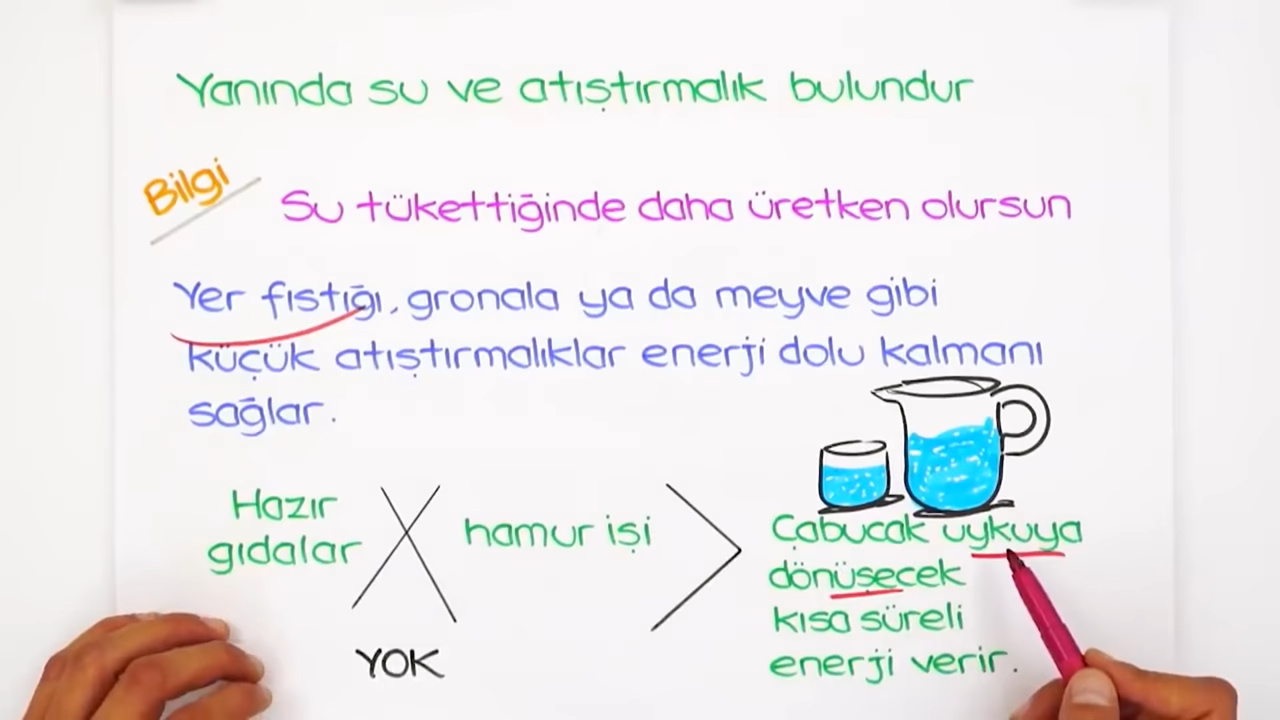 Yanında su ve atıştırmalık bulundur
Bilgi
Su tükettiğinde daha üretken olursun
Yer fıstığı, gronala ya da meyve gibi
küçük atıştırmalıklar enerji dolu kalmanı
sağlar.
Hazır
gıdalar
hamur işi
YOK
Çabucak uykuya
dönüşecek
kısa süreli
enerji verir.